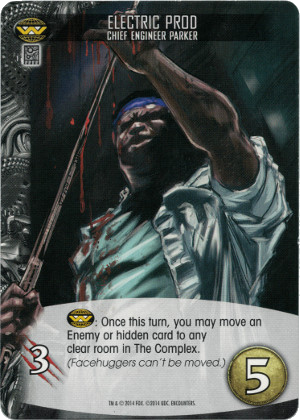 ELECTRIC PROD
CHIEF ENGINEER PARKER
: Once this turn, you may move an
Enemy or hidden card to any
clear room in The Complex.
(Facehuggers can't be moved.)
3
5
TM & © 2014 FOX. ©2014 UDC. ENCOUNTERS.